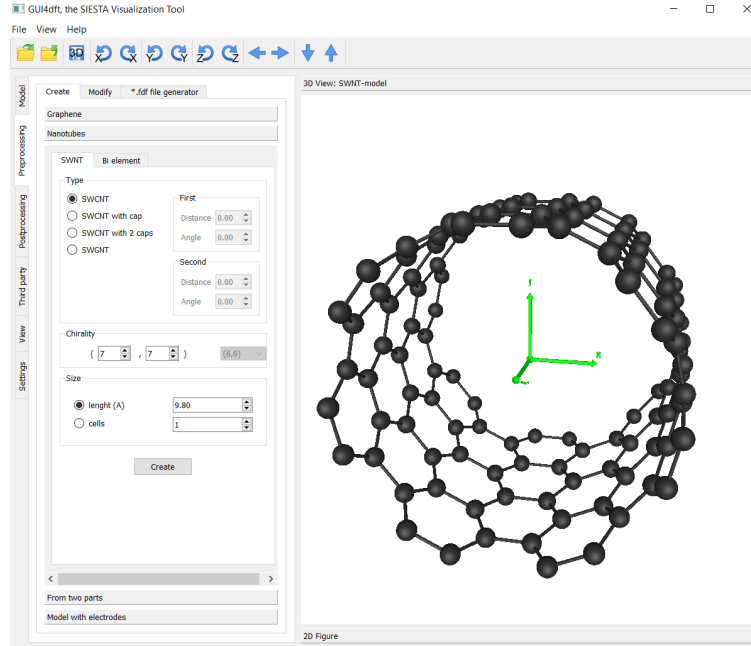 GUI4dft, the SIESTA Visualization Tool
File View Help
3D X X Y Y Z Z
Model
Preprocessing
Postprocessing
Third party
View
Settings
Create Modify *.fdf file generator
Graphene
Nanotubes
SWNT Bi element
Type
SWCNT
SWCNT with cap
SWCNT with 2 caps
SWGNT
First
Distance 0.00
Angle 0.00
Second
Distance 0.00
Angle 0.00
Chirality
( 7 , 7 ) (6,6)
Size
lenght (A) 9.80
cells 1
Create
From two parts
Model with electrodes
3D View: SWNT-model
X
2D Figure